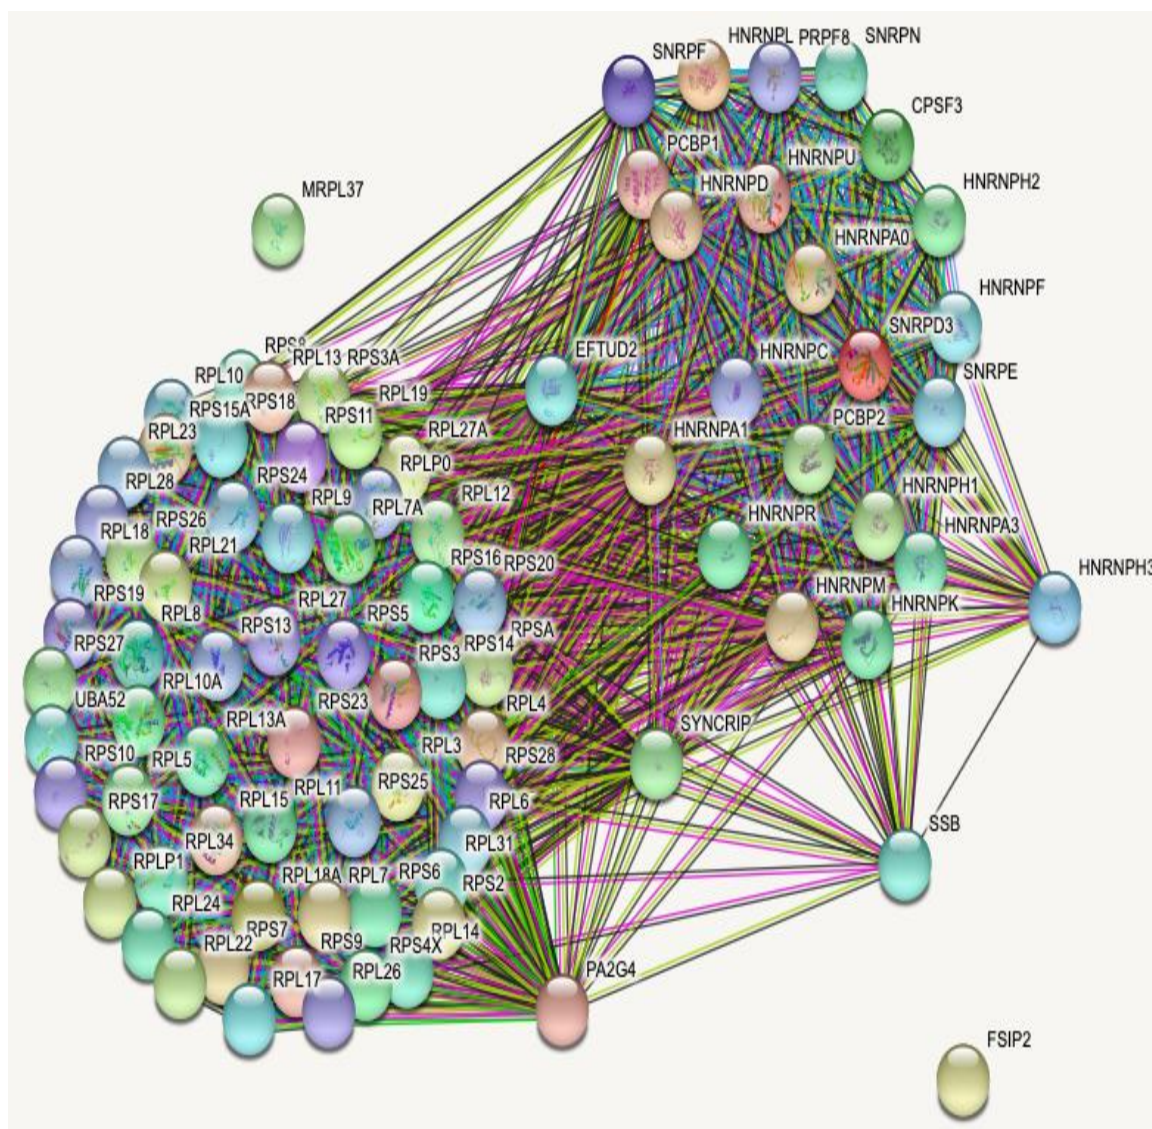 SNRPF
HNRNPL
PRPF8
SNRPN
CPSF3
PCBP1
HNRNPU
HNRNPD
HNRNPH2
MRPL37
HNRNPA0
HNRNPF
SNRPD3
RPS8
RPL13
RPS3A
EFTUD2
HNRNPC
SNRPE
RPL10
RPS18
RPL19
RPS15A
RPS11
PCBP2
RPL23
RPL27A
HNRNPA1
RPS24
RPLP0
RPL28
RPL9
RPL12
HNRNPH1
RPL7A
HNRNPR
RPL18
RPS26
HNRNPA3
RPL21
RPS16
RPS20
HNRNPH3
RPS19
RPL27
HNRNPM
RPL8
RPS5
HNRNPK
RPS13
RPSA
RPS27
RPS14
RPS3
RPL10A
UBA52
RPS23
RPL4
RPL13A
SYNCRIP
RPS10
RPL5
RPL3
RPS28
RPL11
RPS25
RPS17
RPL15
RPL6
SSB
RPL34
RPL31
RPLP1
RPL18A
RPL7
RPS6
RPS2
RPL24
RPS7
RPL14
RPL22
RPS9
RPS4X
RPL17
RPL26
PA2G4
FSIP2